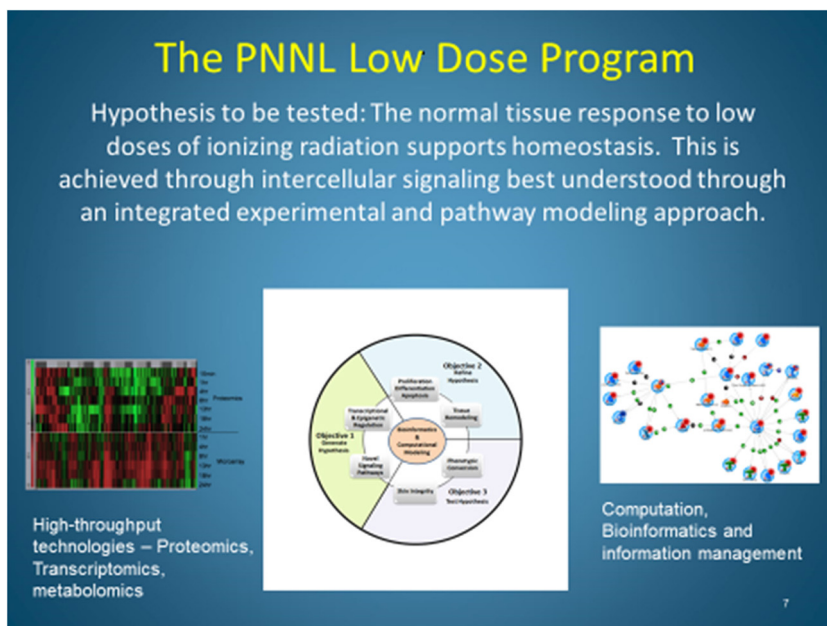 The PNNL Low Dose Program
Hypothesis to be tested: The normal tissue response to low
doses of ionizing radiation supports homeostasis. This is
achieved through intercellular signaling best understood through
an integrated experimental and pathway modeling approach.
Proteomics
Microarray
Objective 1
Generate
Hypothesis
Objective 2
Refine
Hypothesis
Objective 3
Test Hypothesis
Proliferation
Differentiation
Apoptosis
Transcriptional
& Epigenetic
Regulation
Tissue
Remodeling
Bioinformatics
&
Computational
Modeling
Novel
Signaling
Pathways
Phenotypic
Conversion
Skin Integrity
High-throughput
technologies – Proteomics,
Transcriptomics,
metabolomics
Computation,
Bioinformatics and
information management
7